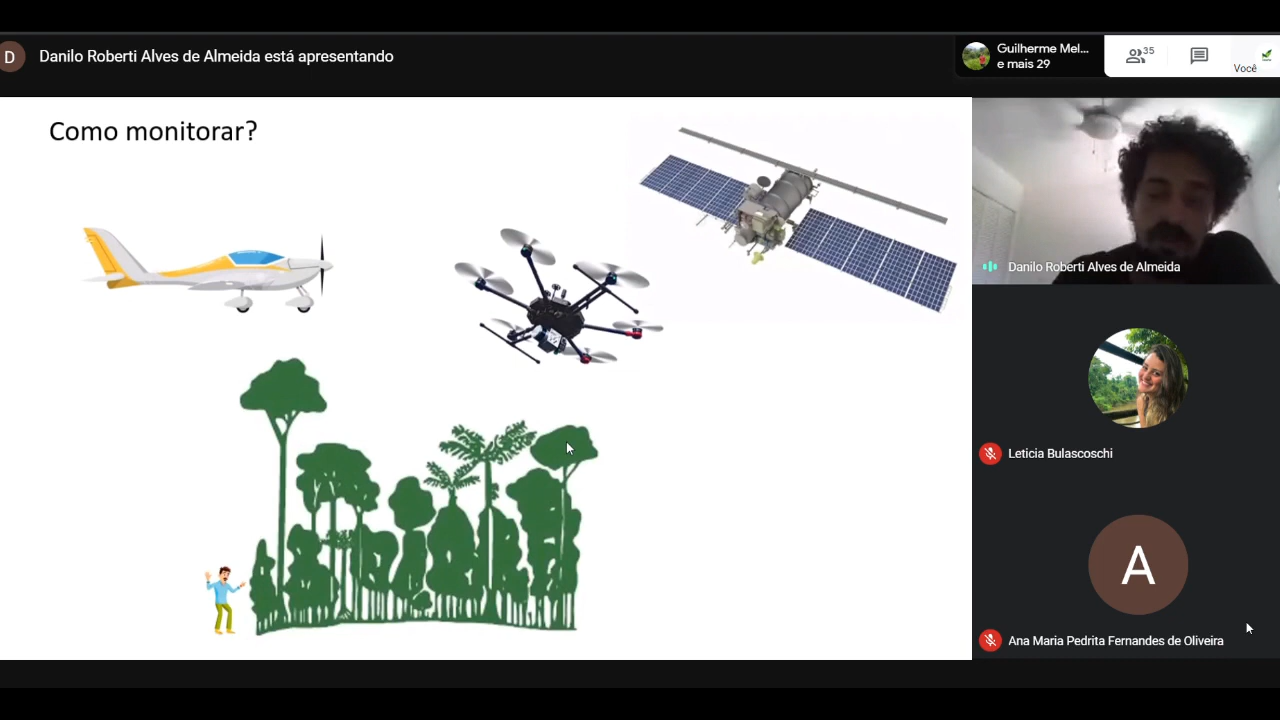 D
Danilo Roberti Alves de Almeida está apresentando
Guilherme Mel...
e mais 29
35
Você
Como monitorar?
Danilo Roberti Alves de Almeida
Leticia Bulascoschi
A
Ana Maria Pedrita Fernandes de Oliveira